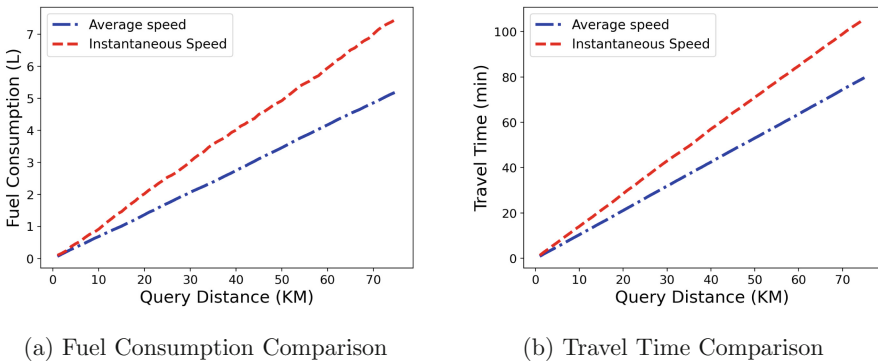 Average speed
Instantaneous Speed
Fuel Consumption (L)
7
6
5
4
3
2
1
0
0 10 20 30 40 50 60 70
Query Distance (KM)
(a) Fuel Consumption Comparison
Average speed
Instantaneous Speed
Travel Time (min)
100
80
60
40
20
0
0 10 20 30 40 50 60 70
Query Distance (KM)
(b) Travel Time Comparison